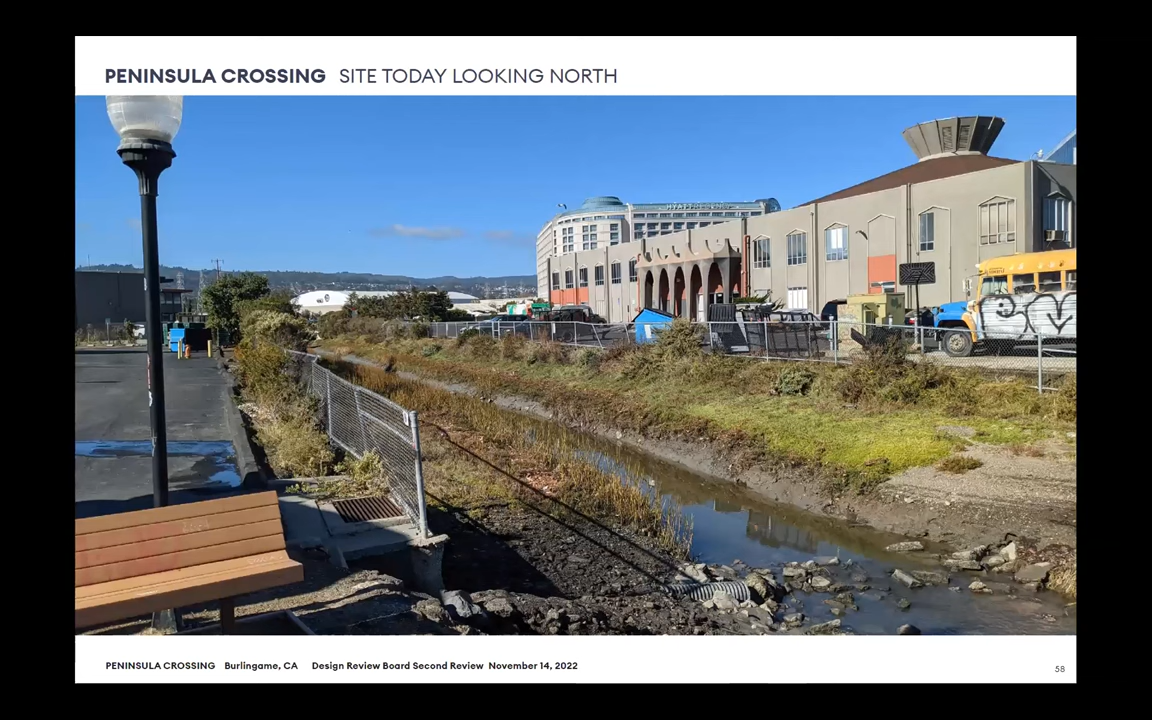 PENINSULA CROSSING SITE TODAY LOOKING NORTH
PENINSULA CROSSING Burlingame, CA Design Review Board Second Review November 14, 2022
58